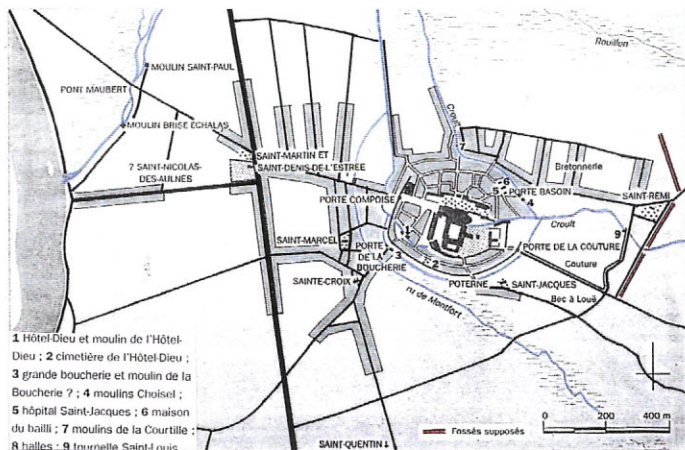 Rouillon
MOULIN SAINT-PAUL
PONT MAUBERT
Croult
MOULIN BRISE ÉCHALAS
7
SAINT-MARTIN ET
SAINT-DENIS-DE-L'ESTRÉE
Bretonnerie
? SAINT-NICOLAS-
DES-AULNES
6
5
PORTE BASOIN
SAINT-REMI
4
PORTE COMPOISE
8
Croult
9
1
SAINT-MARCEL
PORTE
DE LA
BOUCHERIE
3
2
PORTE DE LA COUTURE
Couture
SAINTE-CROIX
POTERNE
SAINT-JACQUES
Bec à Loué
ru de Montfort
1 Hôtel-Dieu et moulin de l'Hôtel-
Dieu ; 2 cimetière de l'Hôtel-Dieu ;
3 grande boucherie et moulin de la
Boucherie ? ; 4 moulins Choisel ;
5 hôpital Saint-Jacques ; 6 maison
du bailli ; 7 moulins de la Courtille ;
8 halles ; 9 tournelle Saint-Louis
SAINT-QUENTIN ↓
Fossés supposés
0 200 400 m